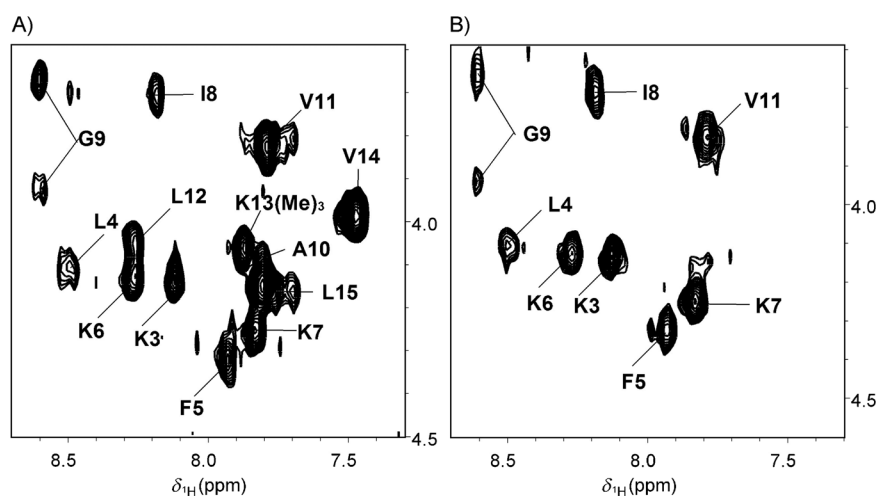 A)
B)
I8
V11
G9
V14
L12
K13(Me)₃
L4
A10
L15
K6
K3
K7
F5
4.0
4.5
8.5
8.0
7.5
δ₁H(ppm)
I8
V11
G9
L4
K6
K3
K7
F5
4.0
4.5
8.5
8.0
7.5
δ₁H(ppm)